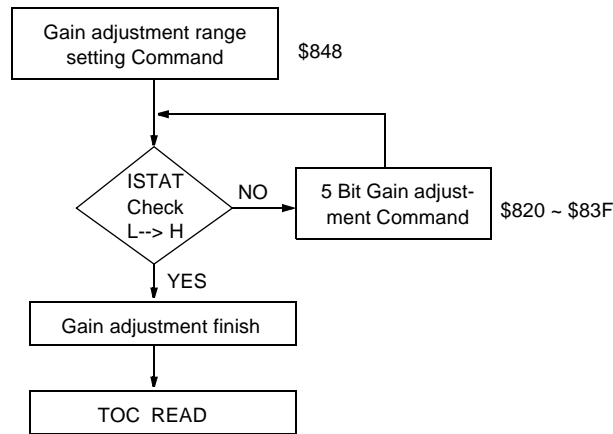 Gain adjustment range
setting Command
$848
ISTAT
Check
L--> H
NO
5 Bit Gain adjust-
ment Command
$820 ~ $83F
YES
Gain adjustment finish
TOC READ